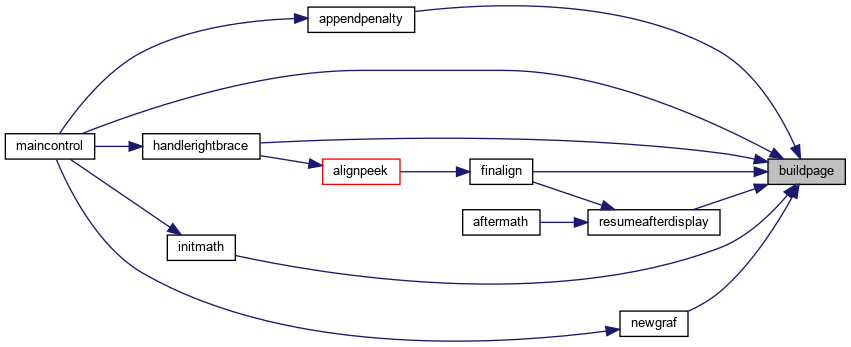 appendpenalty
maincontrol
handlerightbrace
alignpeek
finalign
buildpage
aftermath
resumeafterdisplay
initmath
newgraf